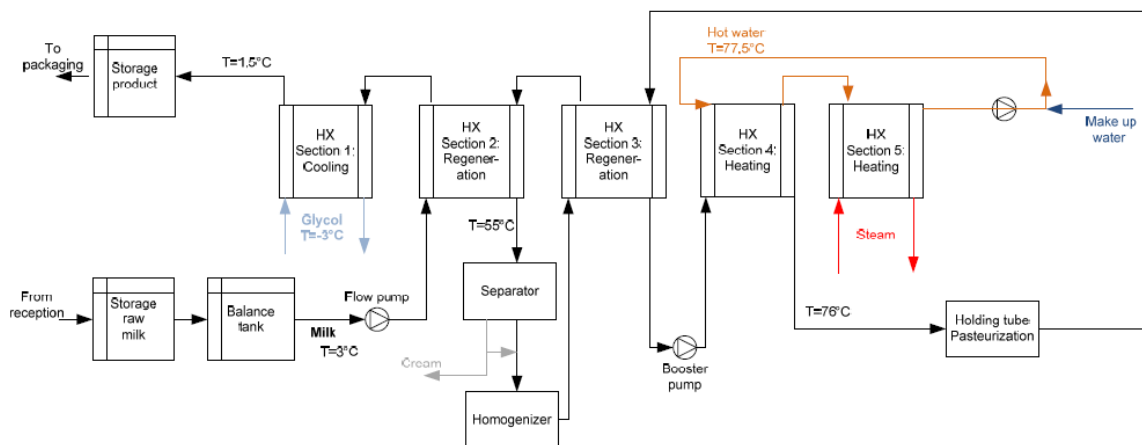 Hot water
T=77,5°C
To
packaging
Storage
product
T=1,5°C
HX
Section 1:
Cooling
HX
Section 2:
Regener-
ation
HX
Section 3:
Regener-
ation
HX
Section 4:
Heating
HX
Section 5:
Heating
Make up
water
Glycol
T=-3°C
T=55°C
Steam
From
reception
Storage
raw
milk
Balance
tank
Flow pump
Milk
T=3°C
Separator
Cream
Homogenizer
Booster
pump
T=76°C
Holding tube:
Pasteurization